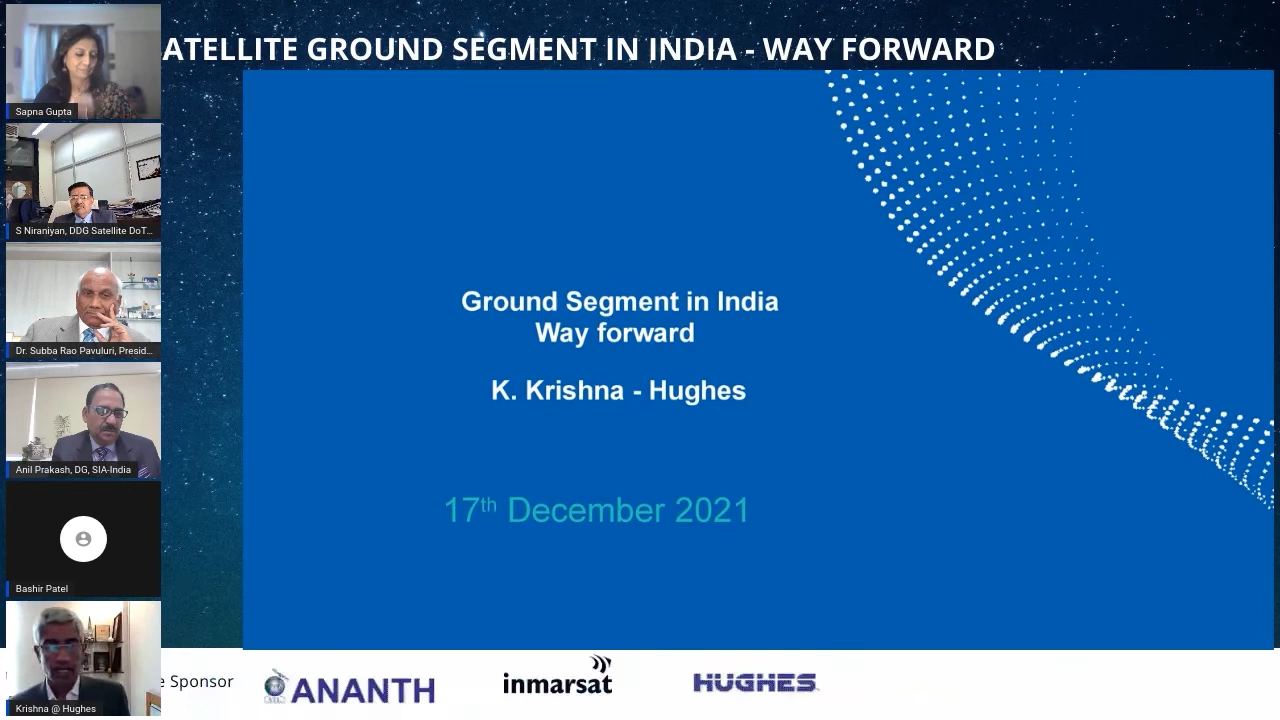 ATELLITE GROUND SEGMENT IN INDIA - WAY FORWARD
Sapna Gupta
S Niraniyan, DDG Satellite DoT...
Dr. Subba Rao Pavuluri, Presid...
Anil Prakash, DG, SIA-India
Bashir Patel
Krishna @ Hughes
Ground Segment in India
Way forward
K. Krishna - Hughes
17th December 2021
e Sponsor
ANANTH
inmarsat
HUGHES